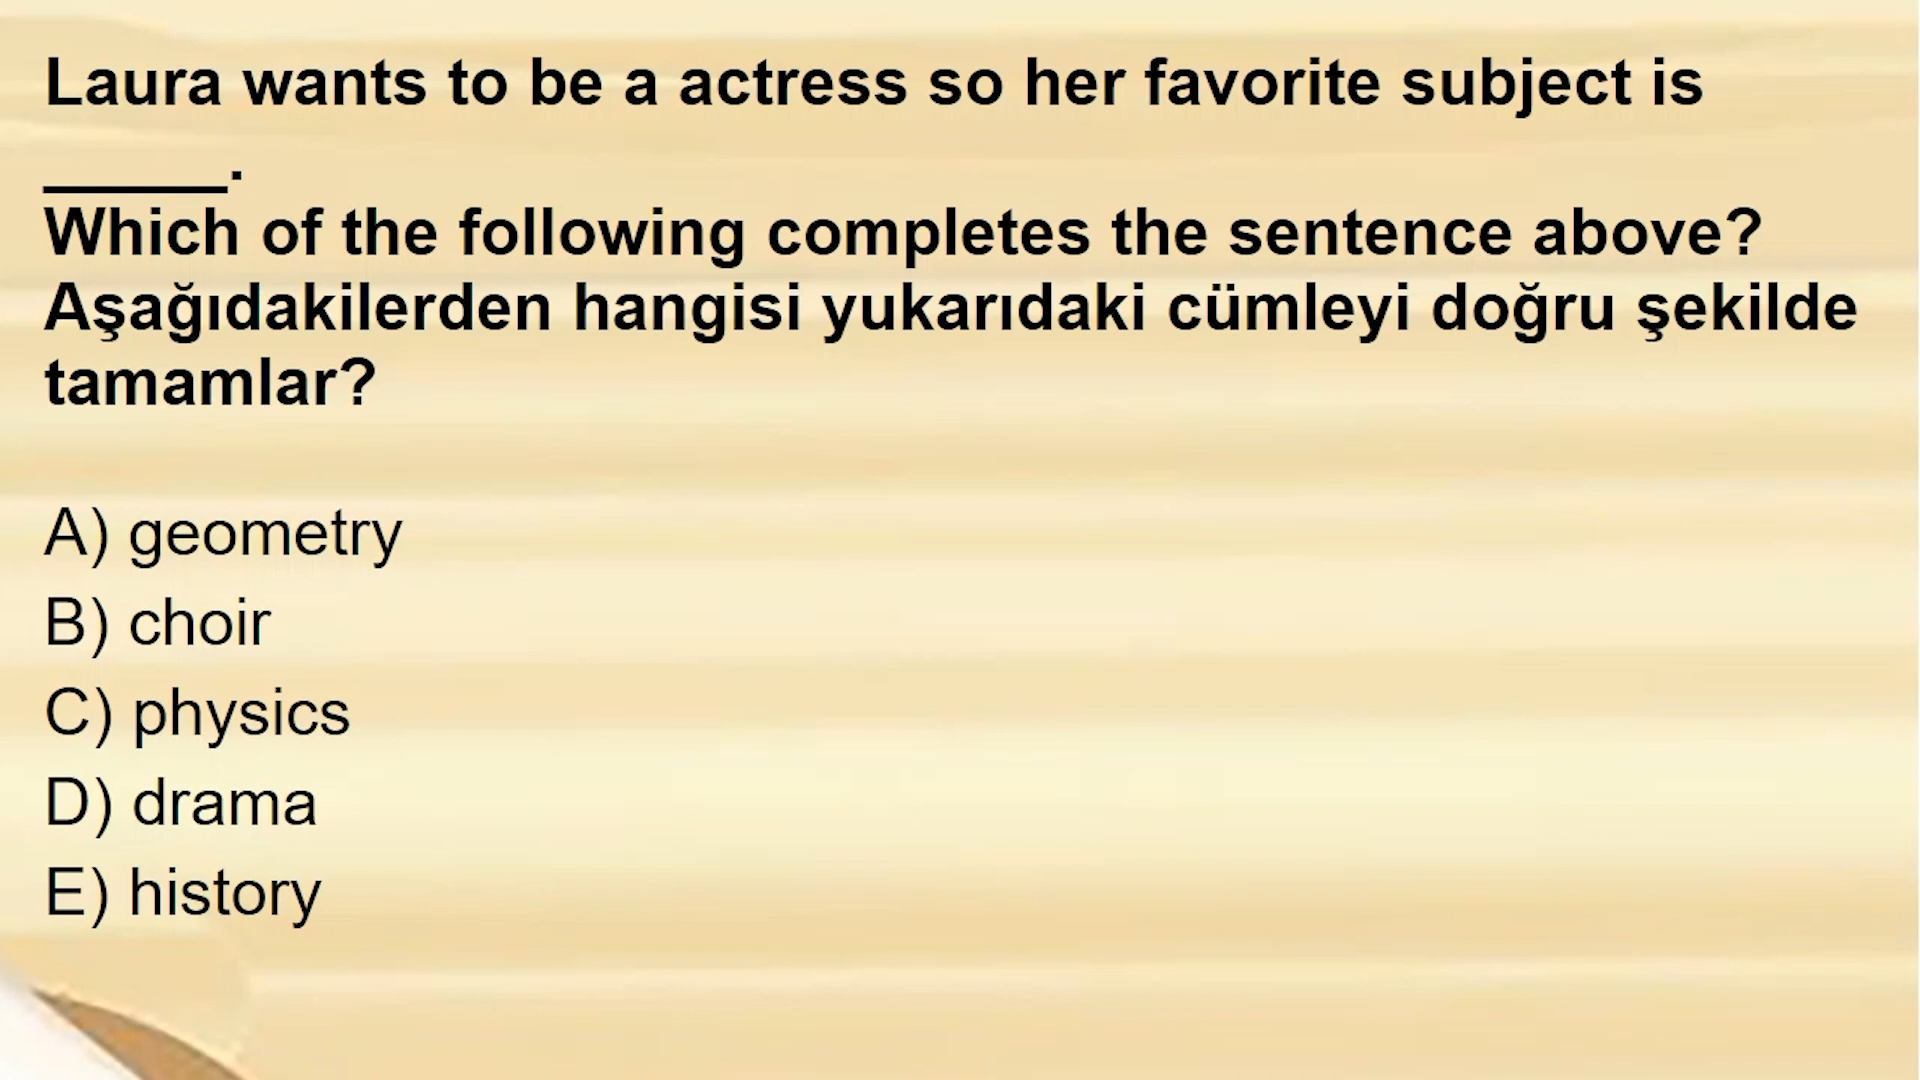 Laura wants to be a actress so her favorite subject is
_____.
Which of the following completes the sentence above?
Aşağıdakilerden hangisi yukarıdaki cümleyi doğru şekilde
tamamlar?
A) geometry
B) choir
C) physics
D) drama
E) history